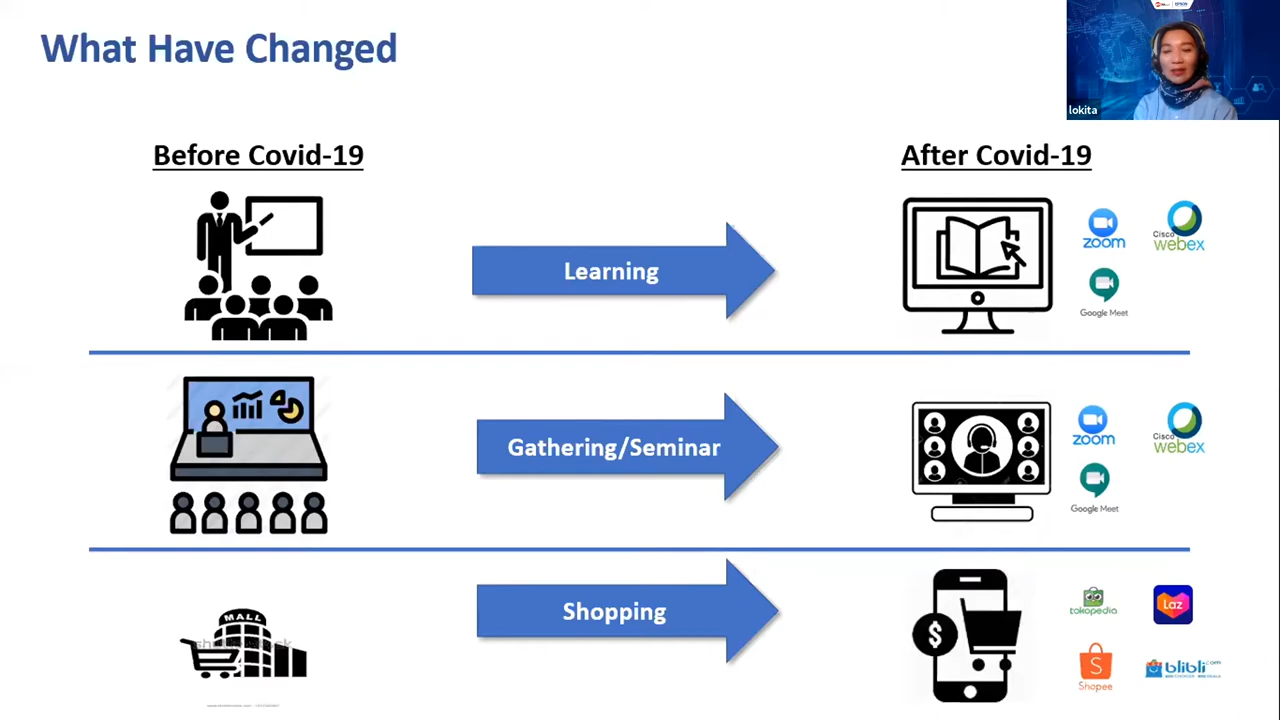 What Have Changed
lokita
Before Covid-19
After Covid-19
Learning
zoom
Cisco
webex
Google Meet
Gathering/Seminar
zoom
Cisco
webex
Google Meet
MALL
Shopping
$
tokopedia
Laz
S
Shopee
blibli.com